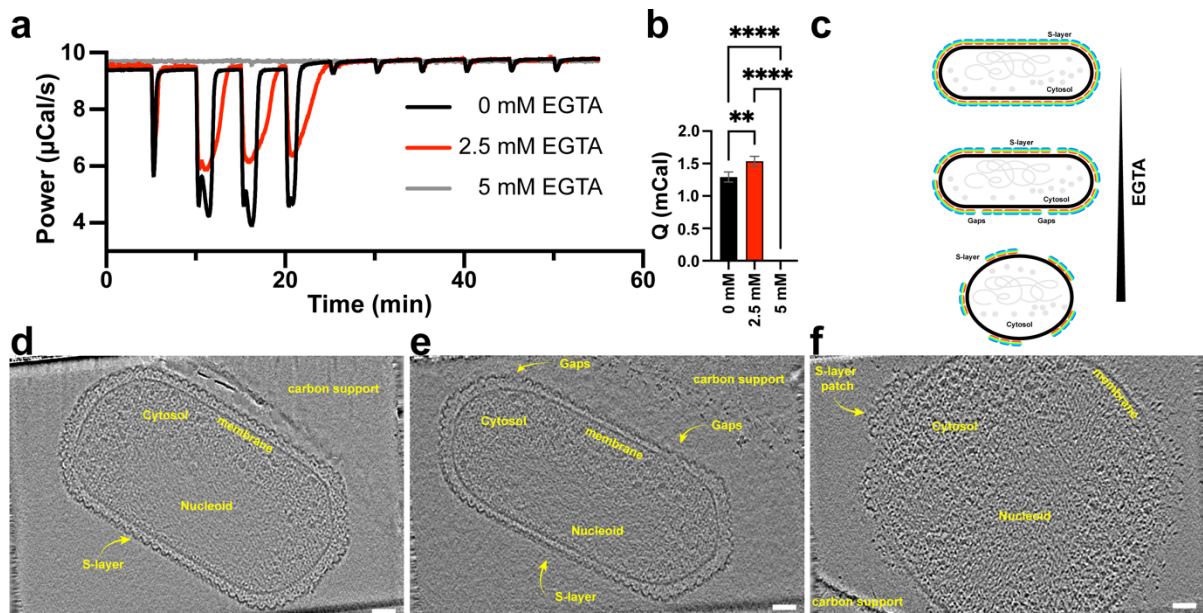 a
10
8
6
4
Power (µCal/s)
0
20
40
60
Time (min)
0 mM EGTA
2.5 mM EGTA
5 mM EGTA
b
****
****
**
2.0
1.5
1.0
0.5
0.0
Q (mCal)
0 mM
2.5 mM
5 mM
c
S-layer
Cytosol
S-layer
Cytosol
Gaps
Gaps
S-layer
Cytosol
EGTA
d
carbon support
Cytosol
membrane
Nucleoid
S-layer
e
Gaps
carbon support
Cytosol
membrane
Gaps
Nucleoid
S-layer
f
S-layer
patch
membrane
Cytosol
Nucleoid
carbon support